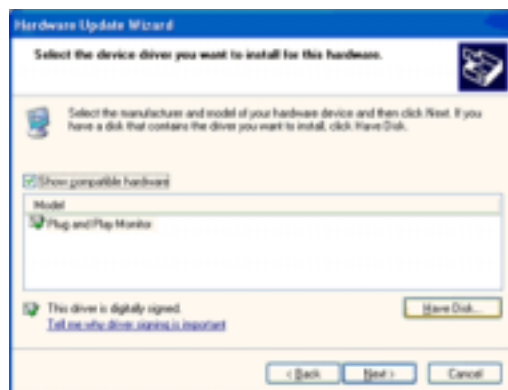 Hardware Update Wizard
Select the device driver you want to install for this hardware.
Select the manufacturer and model of your hardware device and then click Next. If you
have a disk that contains the driver you want to install, click Have Disk.
Show compatible hardware
Model
Plug and Play Monitor
This driver is digitally signed.
Have Disk...
Tell me why driver signing is important
< Back
Next >
Cancel